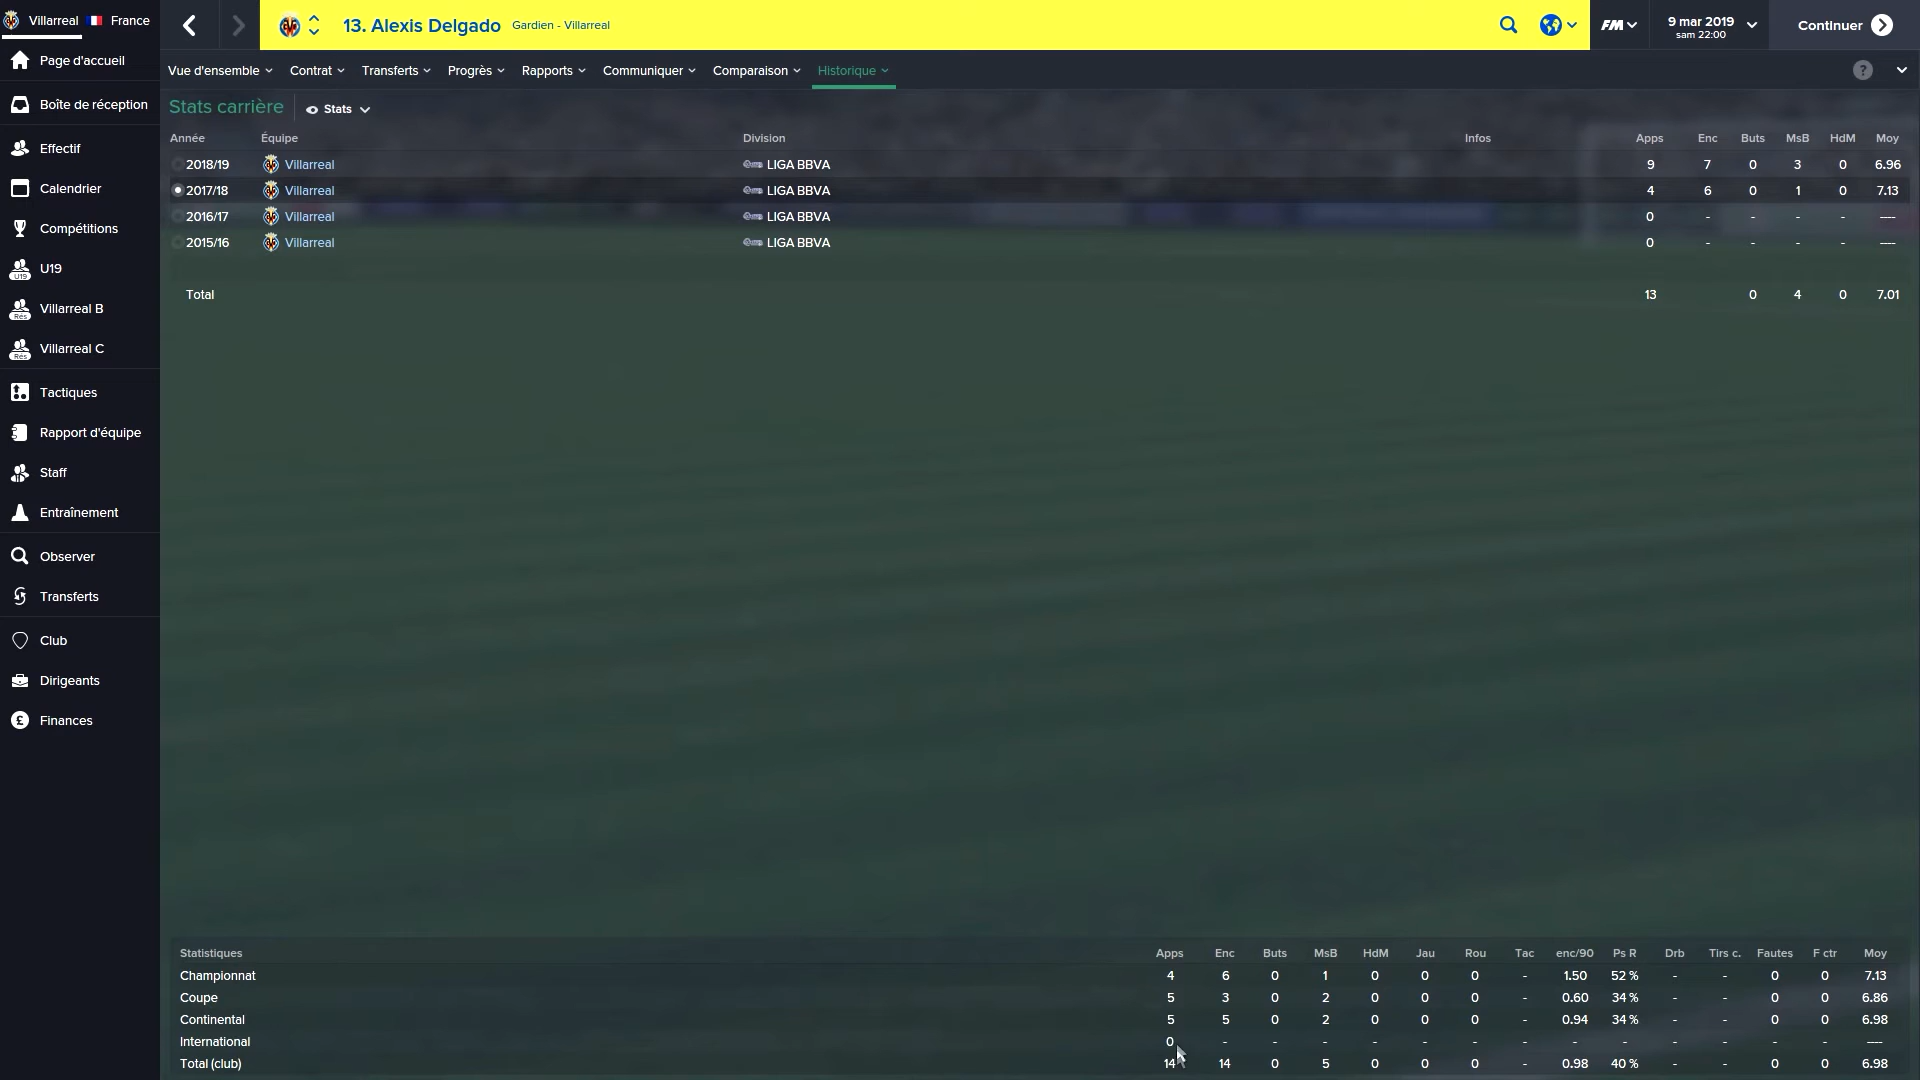 Villarreal France
13. Alexis Delgado Gardien - Villarreal
FM
9 mar 2019
sam 22:00
Continuer
Page d'accueil
Boîte de réception
Effectif
Calendrier
Compétitions
U19
U19
Villarreal B
Rés
Villarreal C
Rés
Tactiques
Rapport d'équipe
Staff
Entraînement
Observer
Transferts
Club
Dirigeants
£ Finances
Vue d'ensemble Contrat Transferts Progrès Rapports Communiquer Comparaison Historique ?
Stats carrière Stats
Année Équipe Division Infos Apps Enc Buts MsB HdM Moy
2018/19 Villarreal LIGA BBVA 9 7 0 3 0 6.96
2017/18 Villarreal LIGA BBVA 4 6 0 1 0 7.13
2016/17 Villarreal LIGA BBVA 0 - - - - ----
2015/16 Villarreal LIGA BBVA 0 - - - - ----
Total 13 0 4 0 7.01
Statistiques Apps Enc Buts MsB HdM Jau Rou Tac enc/90 Ps R Drb Tirs c. Fautes F ctr Moy
Championnat 4 6 0 1 0 0 0 - 1.50 52 % - - 0 0 7.13
Coupe 5 3 0 2 0 0 0 - 0.60 34 % - - 0 0 6.86
Continental 5 5 0 2 0 0 0 - 0.94 34 % - - 0 0 6.98
International 0 - - - - - - - - - - - - - ----
Total (club) 14 14 0 5 0 0 0 - 0.98 40 % - - 0 0 6.98